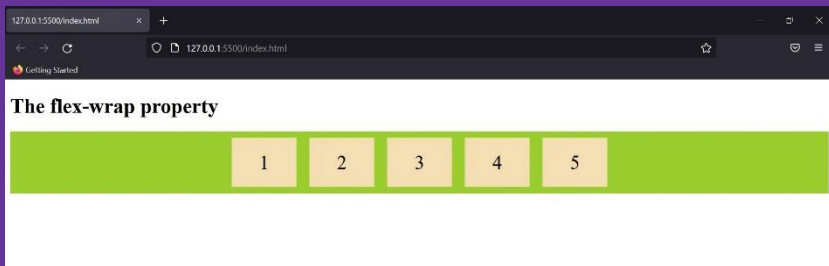 127.0.0.1:5500/index.html
127.0.0.1:5500/index.html
Getting Started
The flex-wrap property
1 2 3 4 5